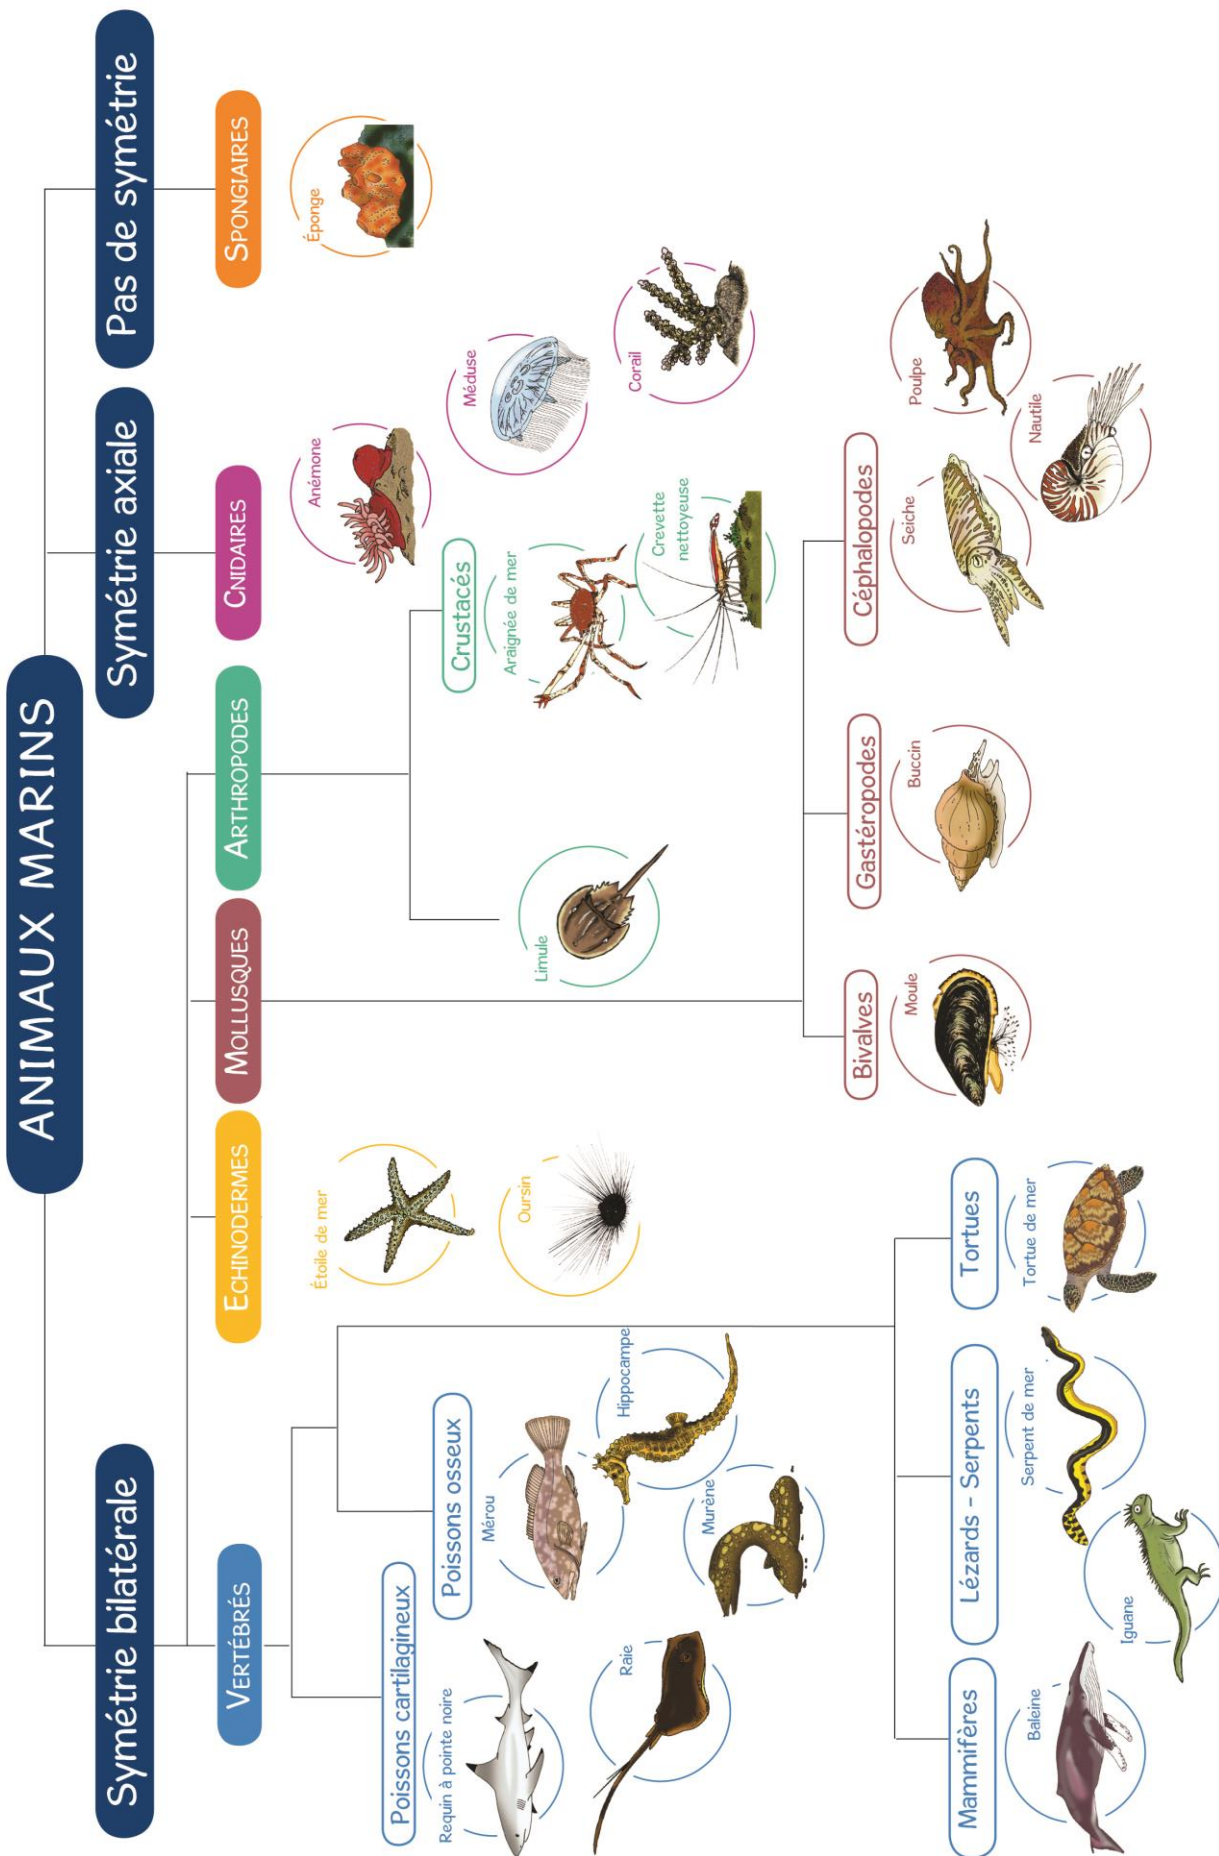 ANIMAUX MARINS
Symétrie bilatérale
Symétrie axiale
Pas de symétrie
VERTÉBRÉS
ECHINODERMES
MOLLUSQUES
ARTHROPODES
CNIDAIRES
SPONGIAIRES
Poissons cartilagineux
Requin à pointe noire
Raie
Poissons osseux
Mérou
Hippocampe
Murène
Mammifères
Baleine
Lézards - Serpents
Serpent de mer
Iguane
Tortues
Tortue de mer
Étoile de mer
Oursin
Bivalves
Moule
Gastéropodes
Buccin
Céphalopodes
Seiche
Poulpe
Nautile
Limule
Crustacés
Araignée de mer
Crevette
nettoyeuse
Anémone
Méduse
Corail
Éponge